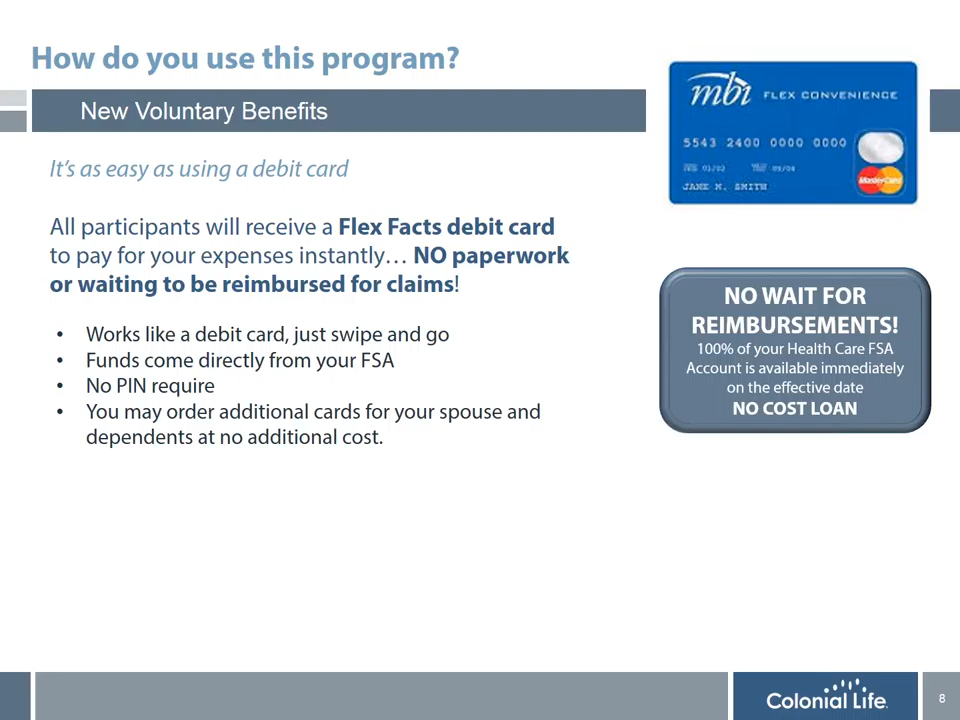 How do you use this program?
New Voluntary Benefits
It's as easy as using a debit card
All participants will receive a Flex Facts debit card
to pay for your expenses instantly… NO paperwork
or waiting to be reimbursed for claims!
• Works like a debit card, just swipe and go
• Funds come directly from your FSA
• No PIN require
• You may order additional cards for your spouse and
dependents at no additional cost.
mbi FLEX CONVENIENCE
5543 2400 0000 0000
JANE M. SMITH
MasterCard
NO WAIT FOR
REIMBURSEMENTS!
100% of your Health Care FSA
Account is available immediately
on the effective date
NO COST LOAN
Colonial Life
8